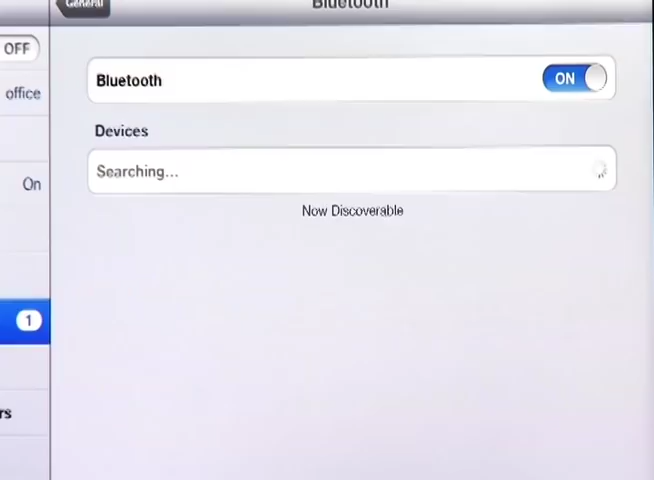 General
Bluetooth
OFF
Bluetooth
ON
office
Devices
Searching...
On
Now Discoverable
1
rs